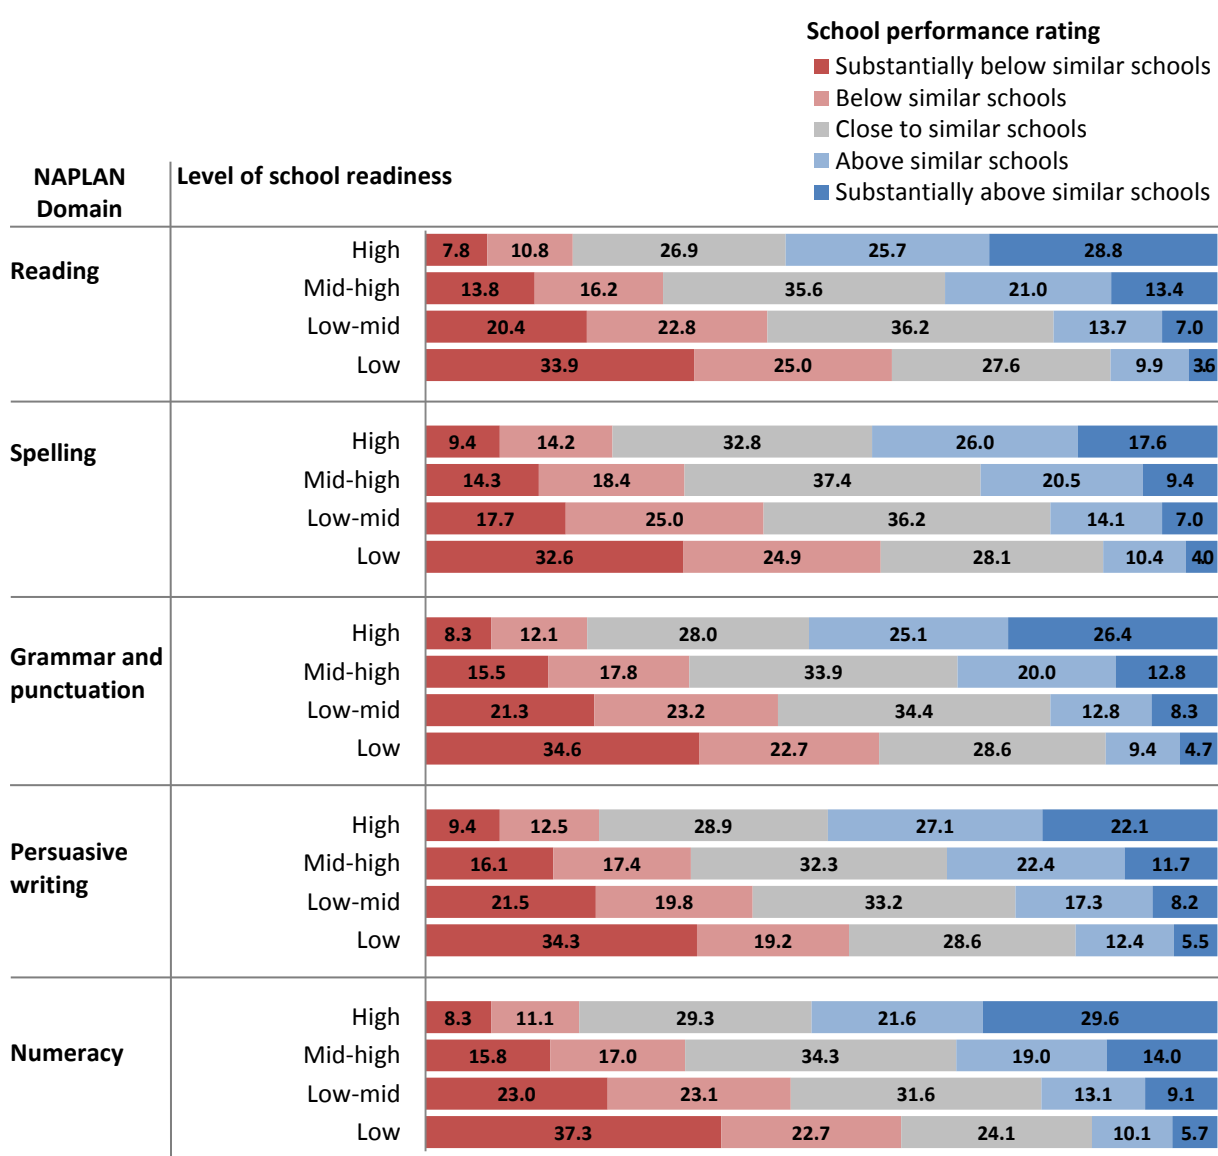 School performance rating
Substantially below similar schools
Below similar schools
Close to similar schools
Above similar schools
Substantially above similar schools
NAPLAN Domain
Level of school readiness
Reading
High 7.8 10.8 26.9 25.7 28.8
Mid-high 13.8 16.2 35.6 21.0 13.4
Low-mid 20.4 22.8 36.2 13.7 7.0
Low 33.9 25.0 27.6 9.9 3.6
Spelling
High 9.4 14.2 32.8 26.0 17.6
Mid-high 14.3 18.4 37.4 20.5 9.4
Low-mid 17.7 25.0 36.2 14.1 7.0
Low 32.6 24.9 28.1 10.4 4.0
Grammar and
punctuation
High 8.3 12.1 28.0 25.1 26.4
Mid-high 15.5 17.8 33.9 20.0 12.8
Low-mid 21.3 23.2 34.4 12.8 8.3
Low 34.6 22.7 28.6 9.4 4.7
Persuasive
writing
High 9.4 12.5 28.9 27.1 22.1
Mid-high 16.1 17.4 32.3 22.4 11.7
Low-mid 21.5 19.8 33.2 17.3 8.2
Low 34.3 19.2 28.6 12.4 5.5
Numeracy
High 8.3 11.1 29.3 21.6 29.6
Mid-high 15.8 17.0 34.3 19.0 14.0
Low-mid 23.0 23.1 31.6 13.1 9.1
Low 37.3 22.7 24.1 10.1 5.7